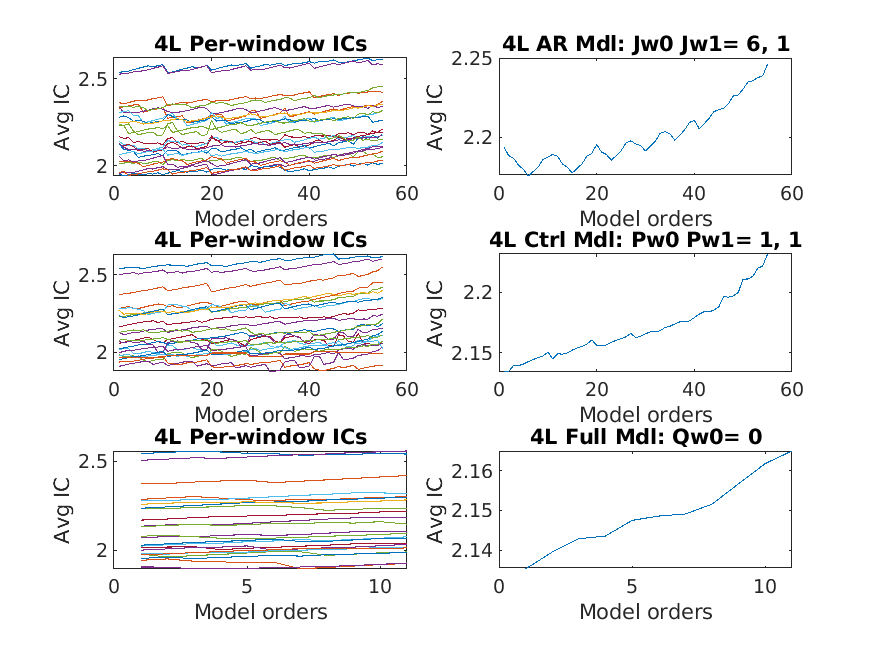 4L Per-window ICs
4L AR Mdl: Jw0 Jw1= 6, 1
Avg IC
2.5
2
0 20 40 60
Model orders
Avg IC
2.25
2.2
0 20 40 60
Model orders
4L Per-window ICs
4L Ctrl Mdl: Pw0 Pw1= 1, 1
Avg IC
2.5
2
0 20 40 60
Model orders
Avg IC
2.2
2.15
0 20 40 60
Model orders
4L Per-window ICs
4L Full Mdl: Qw0= 0
Avg IC
2.5
2
0 5 10
Model orders
Avg IC
2.16
2.15
2.14
0 5 10
Model orders